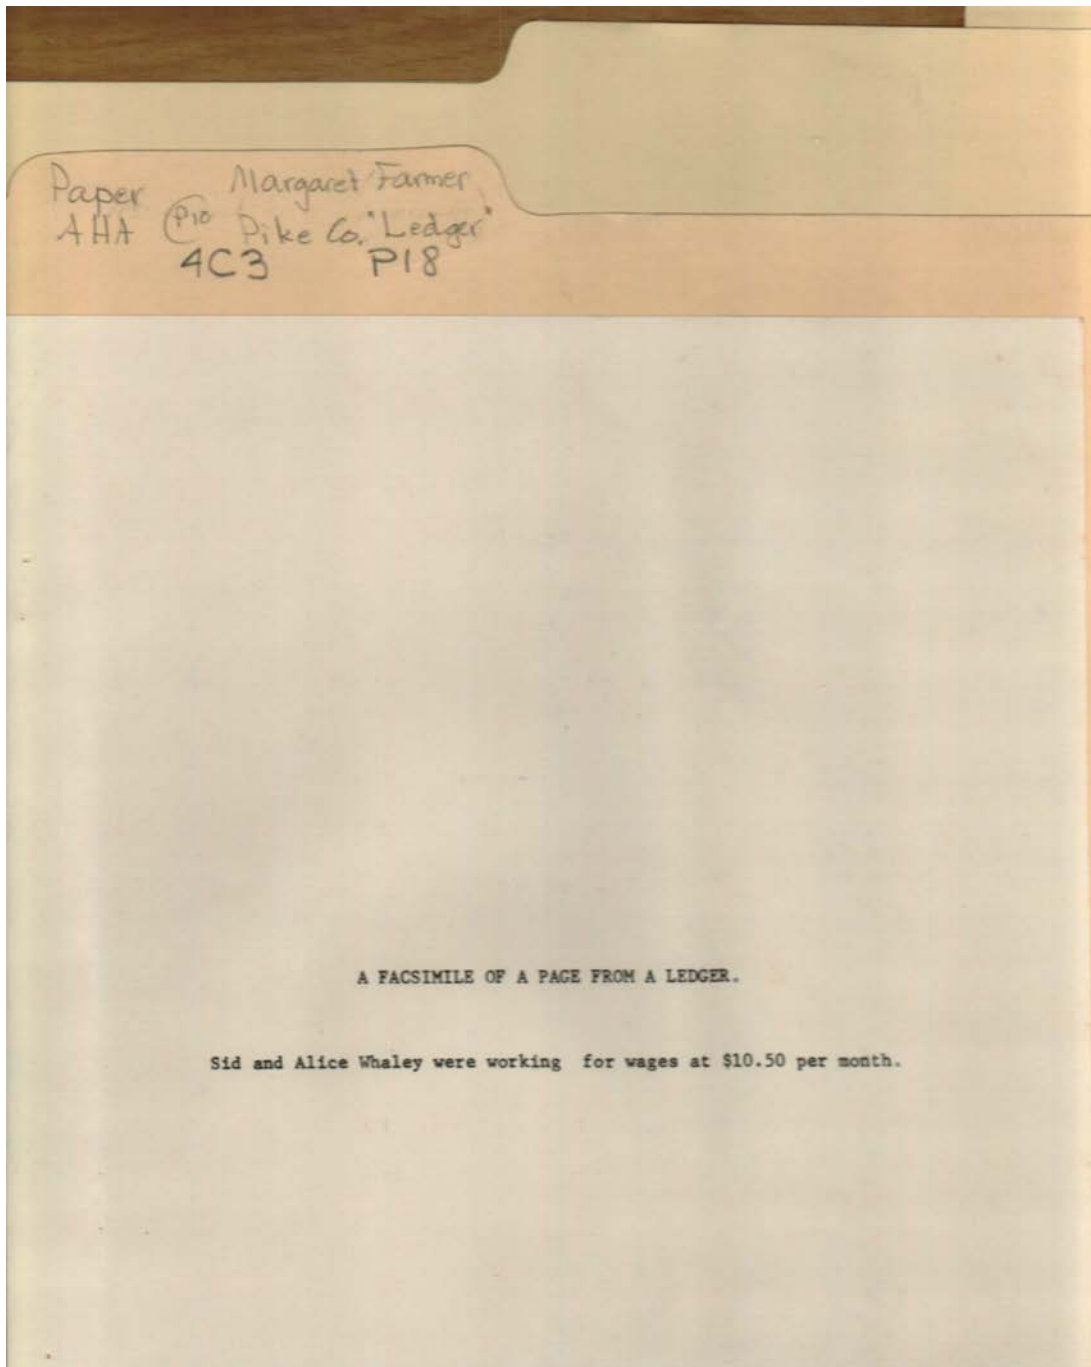 Paper Margaret Farmer
AHA P10 Pike Co. "Ledger"
4C3 P18
A FACSIMILE OF A PAGE FROM A LEDGER.
Sid and Alice Whaley were working for wages at $10.50 per month.